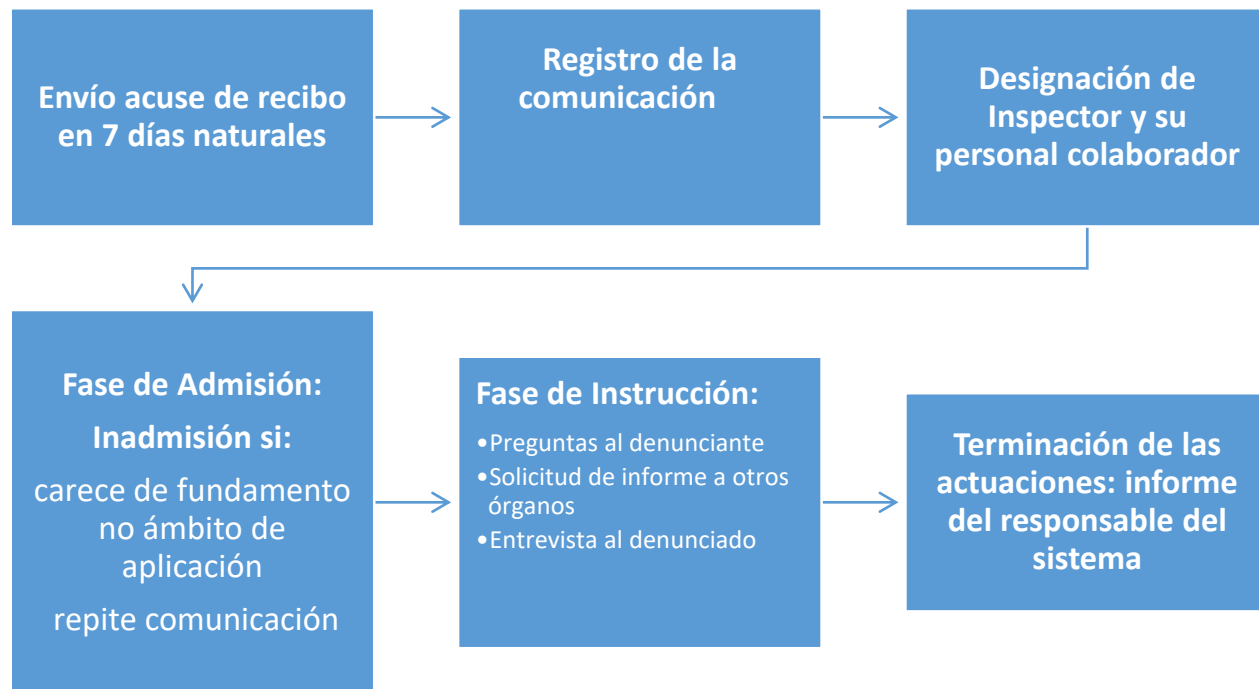 Envío acuse de recibo
en 7 días naturales
Registro de la
comunicación
Designación de
Inspector y su
personal colaborador
Fase de Admisión:
Inadmisión si:
carece de fundamento
no ámbito de
aplicación
repite comunicación
Fase de Instrucción:
•Preguntas al denunciante
•Solicitud de informe a otros
órganos
•Entrevista al denunciado
Terminación de las
actuaciones: informe
del responsable del
sistema